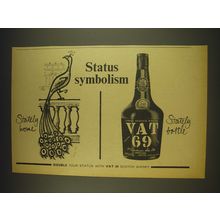 Status
symbolism
Stately
home
VAT
69
Stately
bottle
DOUBLE YOUR STATUS WITH VAT 69 SCOTCH WHISKY